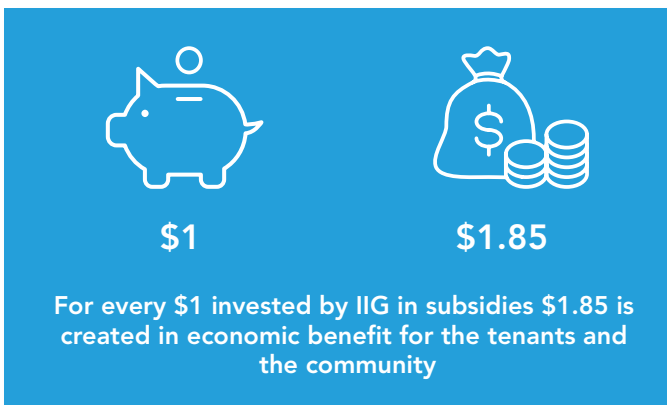 $
$1
$1.85
For every $1 invested by IIG in subsidies $1.85 is
created in economic benefit for the tenants and
the community